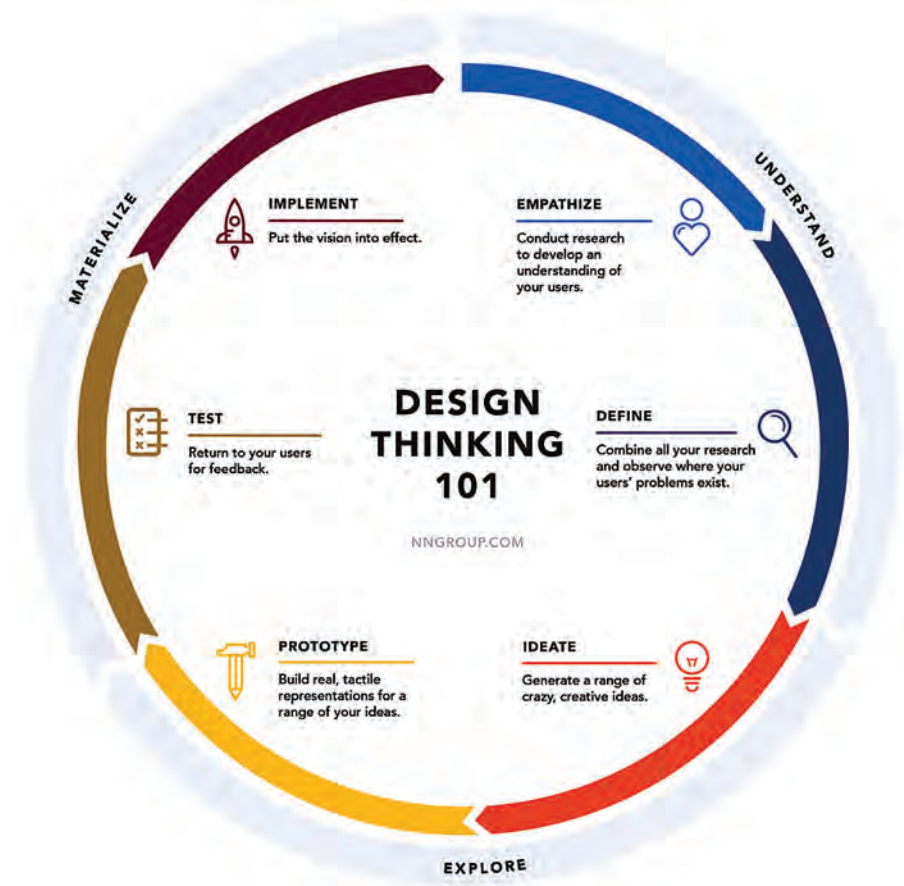 DESIGN
THINKING
101
NNGROUP.COM
UNDERSTAND
EMPATHIZE
Conduct research
to develop an
understanding of
your users.
DEFINE
Combine all your research
and observe where your
users' problems exist.
EXPLORE
IDEATE
Generate a range of
crazy, creative ideas.
PROTOTYPE
Build real, tactile
representations for a
range of your ideas.
MATERIALIZE
TEST
Return to your users
for feedback.
IMPLEMENT
Put the vision into effect.